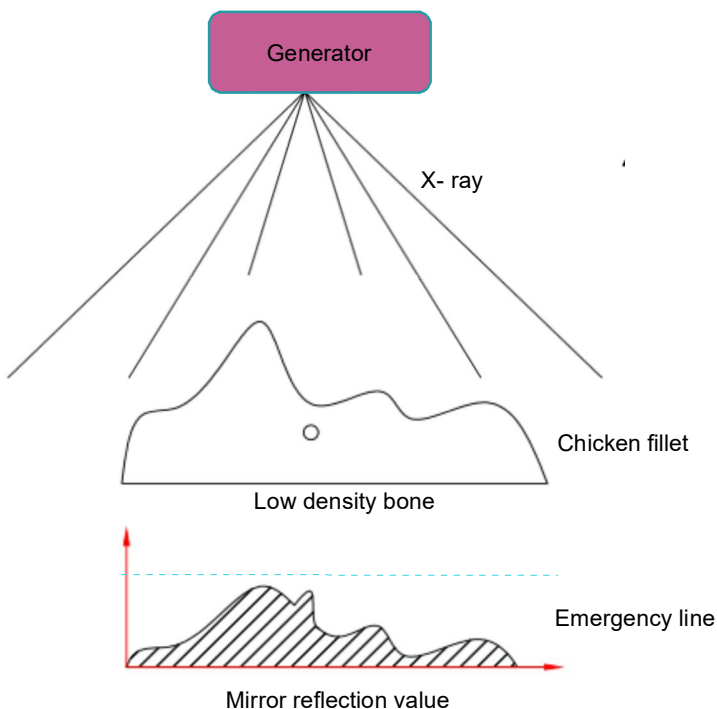 Generator
X- ray
Chicken fillet
Low density bone
Emergency line
Mirror reflection value